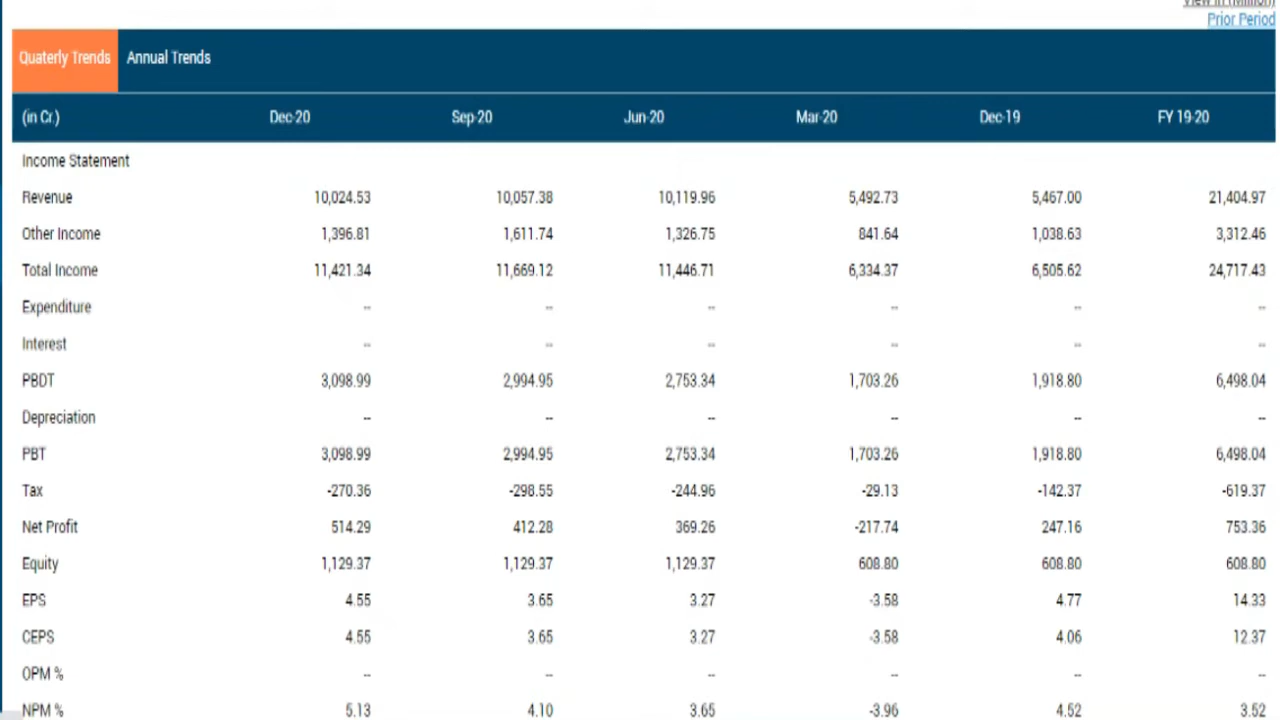 View in (Million)
Prior Period
Quaterly Trends Annual Trends
(in Cr.) Dec-20 Sep-20 Jun-20 Mar-20 Dec-19 FY 19-20
Income Statement
Revenue 10,024.53 10,057.38 10,119.96 5,492.73 5,467.00 21,404.97
Other Income 1,396.81 1,611.74 1,326.75 841.64 1,038.63 3,312.46
Total Income 11,421.34 11,669.12 11,446.71 6,334.37 6,505.62 24,717.43
Expenditure -- -- -- -- -- --
Interest -- -- -- -- -- --
PBDT 3,098.99 2,994.95 2,753.34 1,703.26 1,918.80 6,498.04
Depreciation -- -- -- -- -- --
PBT 3,098.99 2,994.95 2,753.34 1,703.26 1,918.80 6,498.04
Tax -270.36 -298.55 -244.96 -29.13 -142.37 -619.37
Net Profit 514.29 412.28 369.26 -217.74 247.16 753.36
Equity 1,129.37 1,129.37 1,129.37 608.80 608.80 608.80
EPS 4.55 3.65 3.27 -3.58 4.77 14.33
CEPS 4.55 3.65 3.27 -3.58 4.06 12.37
OPM % -- -- -- -- -- --
NPM % 5.13 4.10 3.65 -3.96 4.52 3.52